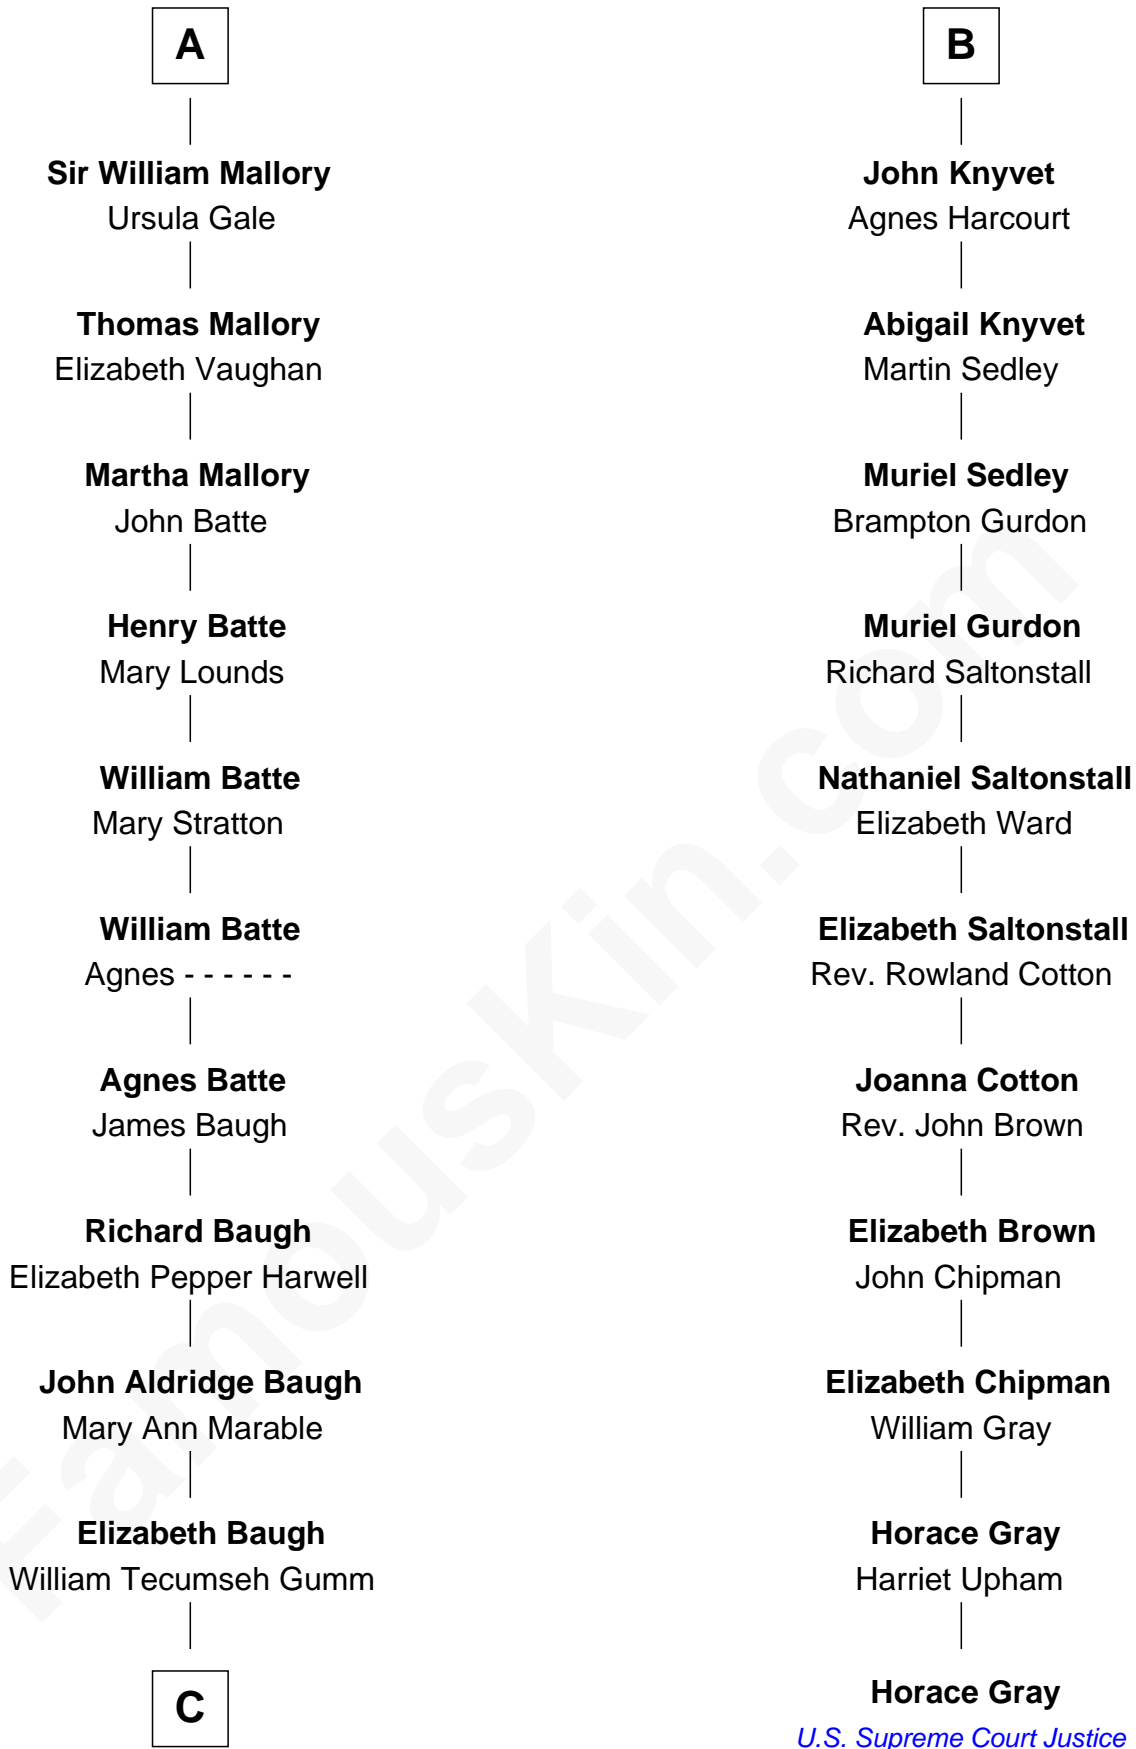 A
Sir William Mallory
Ursula Gale
Thomas Mallory
Elizabeth Vaughan
Martha Mallory
John Batte
Henry Batte
Mary Lounds
William Batte
Mary Stratton
William Batte
Agnes - - - - - -
Agnes Batte
James Baugh
Richard Baugh
Elizabeth Pepper Harwell
John Aldridge Baugh
Mary Ann Marable
Elizabeth Baugh
William Tecumseh Gumm
C
B
John Knyvet
Agnes Harcourt
Abigail Knyvet
Martin Sedley
Muriel Sedley
Brampton Gurdon
Muriel Gurdon
Richard Saltonstall
Nathaniel Saltonstall
Elizabeth Ward
Elizabeth Saltonstall
Rev. Rowland Cotton
Joanna Cotton
Rev. John Brown
Elizabeth Brown
John Chipman
Elizabeth Chipman
William Gray
Horace Gray
Harriet Upham
Horace Gray
U.S. Supreme Court Justice
FamousKin.com